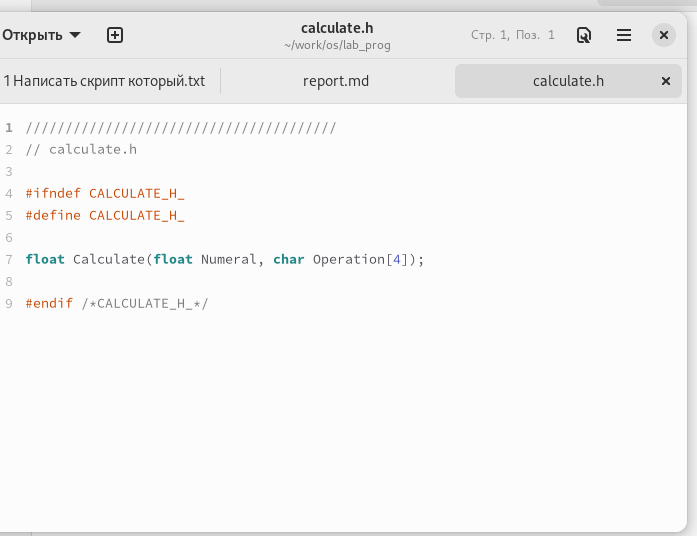 Открыть
calculate.h
~/work/os/lab_prog
Стр. 1, Поз. 1
1 Написать скрипт который.txt
report.md
calculate.h
1 ///////////////////////////////////////
2 // calculate.h
3
4 #ifndef CALCULATE_H_
5 #define CALCULATE_H_
6
7 float Calculate(float Numeral, char Operation[4]);
8
9 #endif /*CALCULATE_H_*/